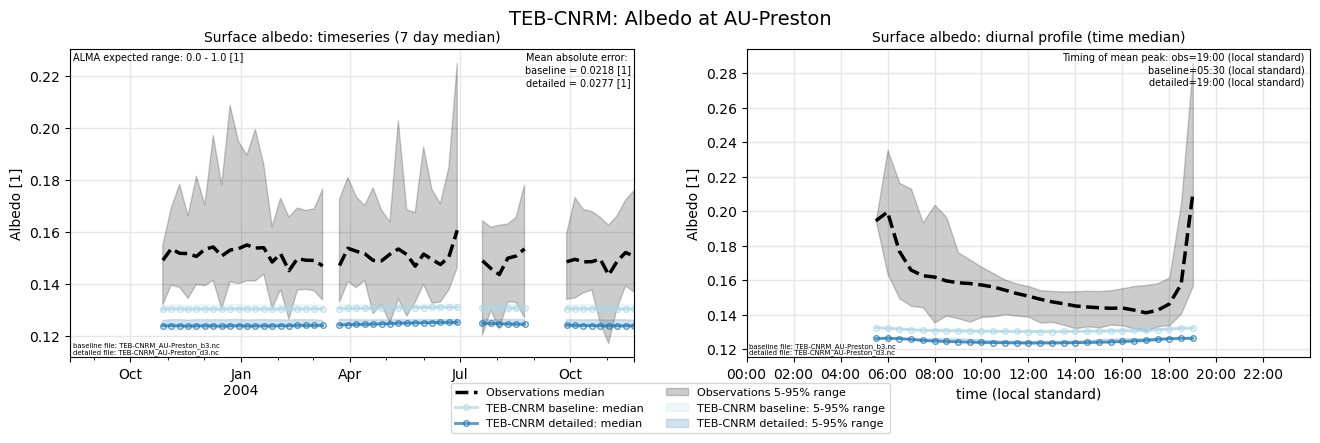 TEB-CNRM: Albedo at AU-Preston
Surface albedo: timeseries (7 day median)
ALMA expected range: 0.0 - 1.0 [1]
Mean absolute error:
baseline = 0.0218 [1]
detailed = 0.0277 [1]
Albedo [1]
0.22
0.20
0.18
0.16
0.14
0.12
baseline file: TEB-CNRM_AU-Preston_b3.nc
detailed file: TEB-CNRM_AU-Preston_d3.nc
Oct
Jan
2004
Apr
Jul
Oct
Surface albedo: diurnal profile (time median)
Timing of mean peak: obs=19:00 (local standard)
baseline=05:30 (local standard)
detailed=19:00 (local standard)
Albedo [1]
0.28
0.26
0.24
0.22
0.20
0.18
0.16
0.14
0.12
baseline file: TEB-CNRM_AU-Preston_b3.nc
detailed file: TEB-CNRM_AU-Preston_d3.nc
00:00 02:00 04:00 06:00 08:00 10:00 12:00 14:00 16:00 18:00 20:00 22:00
time (local standard)
Observations median
TEB-CNRM baseline: median
TEB-CNRM detailed: median
Observations 5-95% range
TEB-CNRM baseline: 5-95% range
TEB-CNRM detailed: 5-95% range